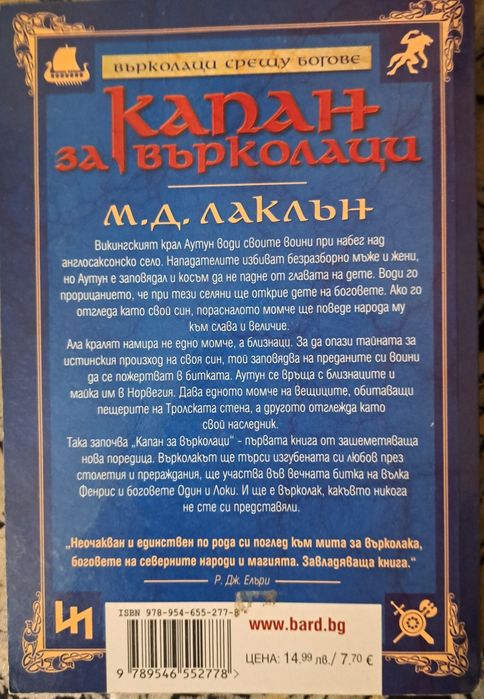 ВЪРКОЛАЦИ СРЕЩУ БОГОВЕ
КАПАН
ЗА ВЪРКОЛАЦИ
М.Д. ЛАКЛЪН
Викингският крал Аутун води своите воини при набег над
англосаксонско село. Нападателите избиват безразборно мъже и жени,
но Аутун е заповядал и косъм да не падне от главата на дете. Води го
прорицанието, че при тези селяни ще открие дете на боговете. Ако го
отгледа като свой син, порасналото момче ще поведе народа му
към слава и величие.
Ала кралят намира не едно момче, а близнаци. За да опази тайната за
истинския произход на своя син, той заповядва на преданите си воини
да се пожертват в битката. Аутун се връща с близнаците и
майка им в Норвегия. Дава едното момче на вещиците, обитаващи
пещерите на Тролската стена, а другото отглежда като
свой наследник.
Така започва „Капан за върколаци“ - първата книга от зашеметяваща
нова поредица. Върколакът ще търси изгубената си любов през
столетия и прераждания, ще участва във вечната битка на вълка
Фенрис и боговете Один и Локи. И ще е върколак, какъвто никога
не сте си представяли.
„Неочакван и единствен по рода си поглед към мита за върколака,
боговете на северните народи и магията. Завладяваща книга.“
Р. Дж. Елъри
ISBN 978-954-655-277-8
9 789546 552778
www.bard.bg
ЦЕНА: 14,99 лв./ 7,70 €